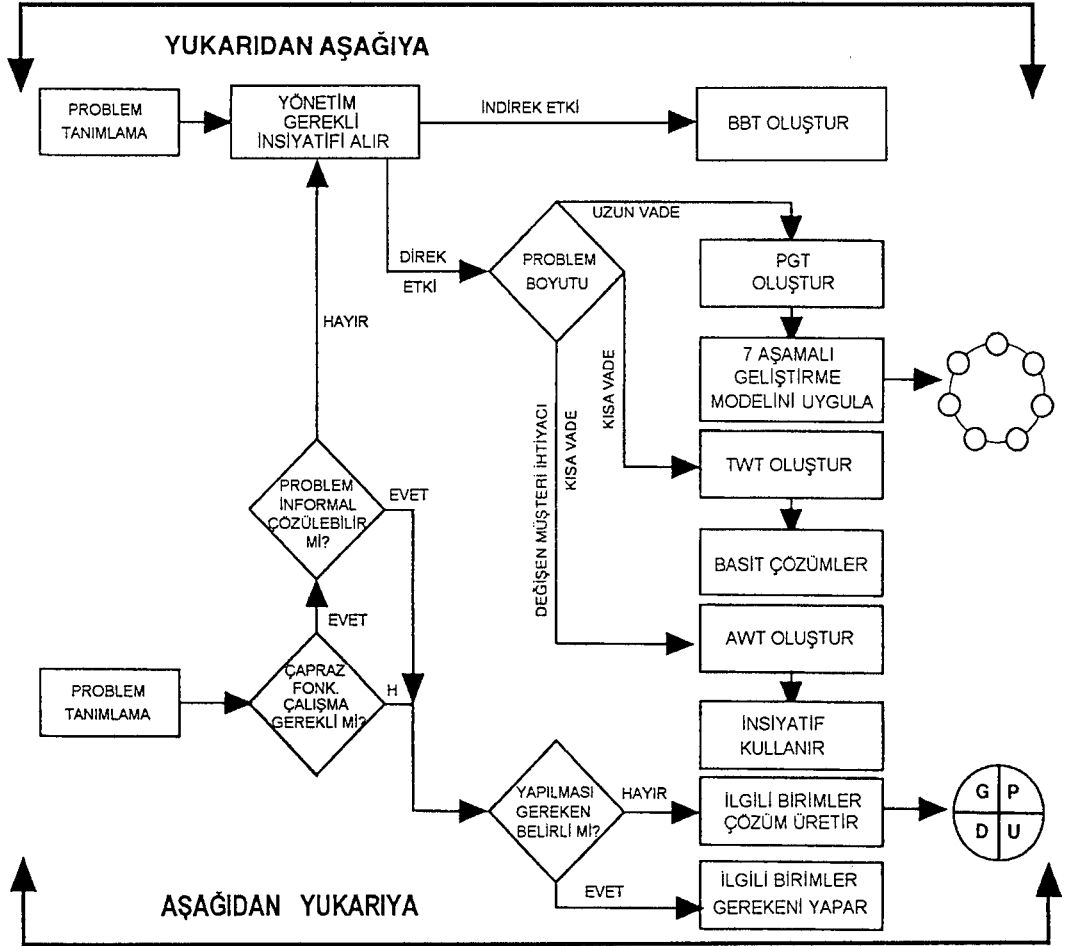 YUKARIDAN AŞAĞIYA
PROBLEM
TANIMLAMA
YÖNETİM
GEREKLİ
İNSİYATİFİ ALIR
İNDİREK ETKİ
BBT OLUŞTUR
UZUN VADE
DİREK
ETKİ
PROBLEM
BOYUTU
PGT
OLUŞTUR
HAYIR
7 AŞAMALI
GELİŞTİRME
MODELİNİ UYGULA
KISA VADE
DEĞİŞEN MÜŞTERİ İHTİYACI
KISA VADE
TWT OLUŞTUR
PROBLEM
İNFORMAL
ÇÖZÜLEBİLİR
Mİ?
EVET
BASİT ÇÖZÜMLER
EVET
AWT OLUŞTUR
PROBLEM
TANIMLAMA
ÇAPRAZ
FONK.
ÇALIŞMA
GEREKLİ Mİ?
H
İNSİYATİF
KULLANIR
YAPILMASI
GEREKEN
BELİRLİ Mİ?
HAYIR
İLGİLİ BİRİMLER
ÇÖZÜM ÜRETİR
G P
D U
EVET
İLGİLİ BİRİMLER
GEREKENİ YAPAR
AŞAĞIDAN YUKARIYA